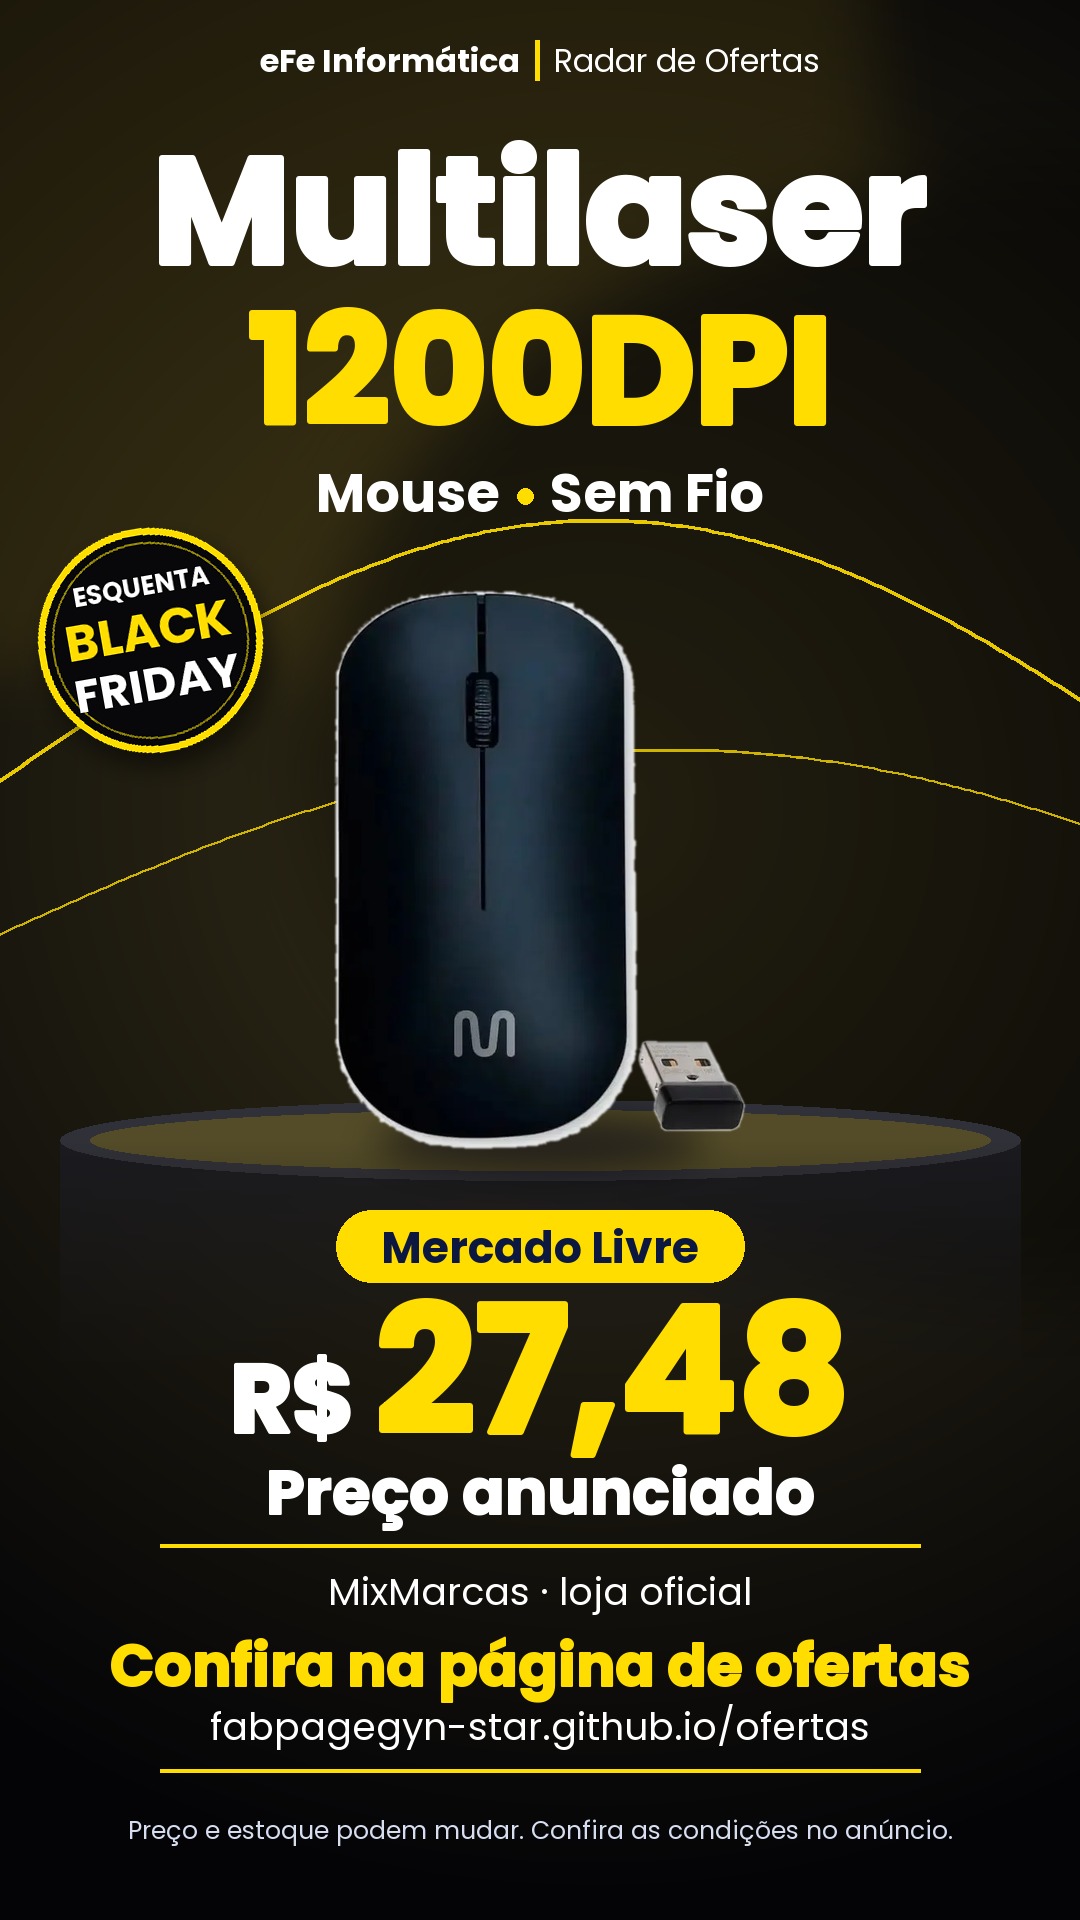 eFe Informática | Radar de Ofertas
Multilaser
1200DPI
Mouse • Sem Fio
ESQUENTA
BLACK
FRIDAY
Mercado Livre
R$ 27,48
Preço anunciado
MixMarcas · loja oficial
Confira na página de ofertas
fabpagegyn-star.github.io/ofertas
Preço e estoque podem mudar. Confira as condições no anúncio.